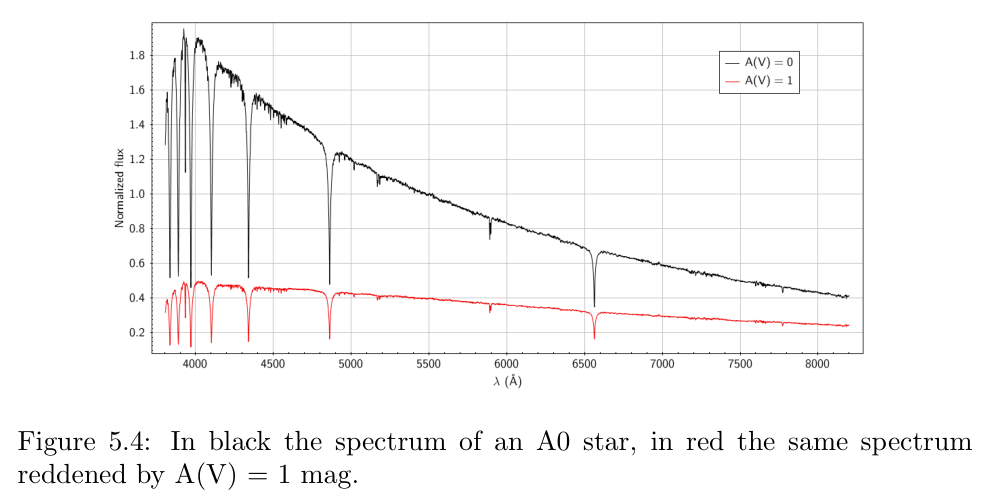 1.8
1.6
1.4
1.2
1.0
0.8
0.6
0.4
0.2
Normalized flux
A(V) = 0
A(V) = 1
4000 4500 5000 5500 6000 6500 7000 7500 8000
λ (Å)
Figure 5.4: In black the spectrum of an A0 star, in red the same spectrum
reddened by A(V) = 1 mag.